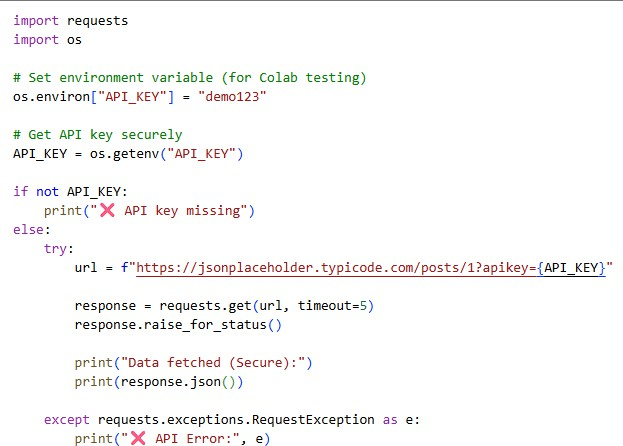 import requests
import os
# Set environment variable (for Colab testing)
os.environ["API_KEY"] = "demo123"
# Get API key securely
API_KEY = os.getenv("API_KEY")
if not API_KEY:
    print("❌ API key missing")
else:
    try:
        url = f"https://jsonplaceholder.typicode.com/posts/1?apikey={API_KEY}"
        response = requests.get(url, timeout=5)
        response.raise_for_status()
        print("Data fetched (Secure):")
        print(response.json())
    except requests.exceptions.RequestException as e:
        print("❌ API Error:", e)